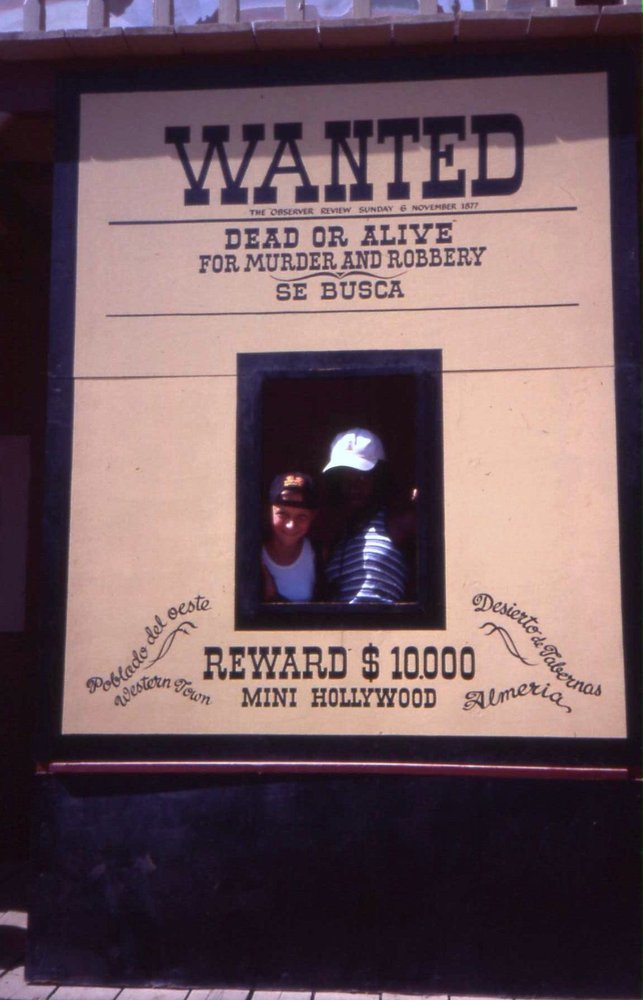 WANTED
THE OBSERVER REVIEW SUNDAY 6 NOVEMBER 1877
DEAD OR ALIVE
FOR MURDER AND ROBBERY
SE BUSCA
Poblado del oeste
Western Town
REWARD $ 10.000
MINI HOLLYWOOD
Desierto de Tabernas
Almeria